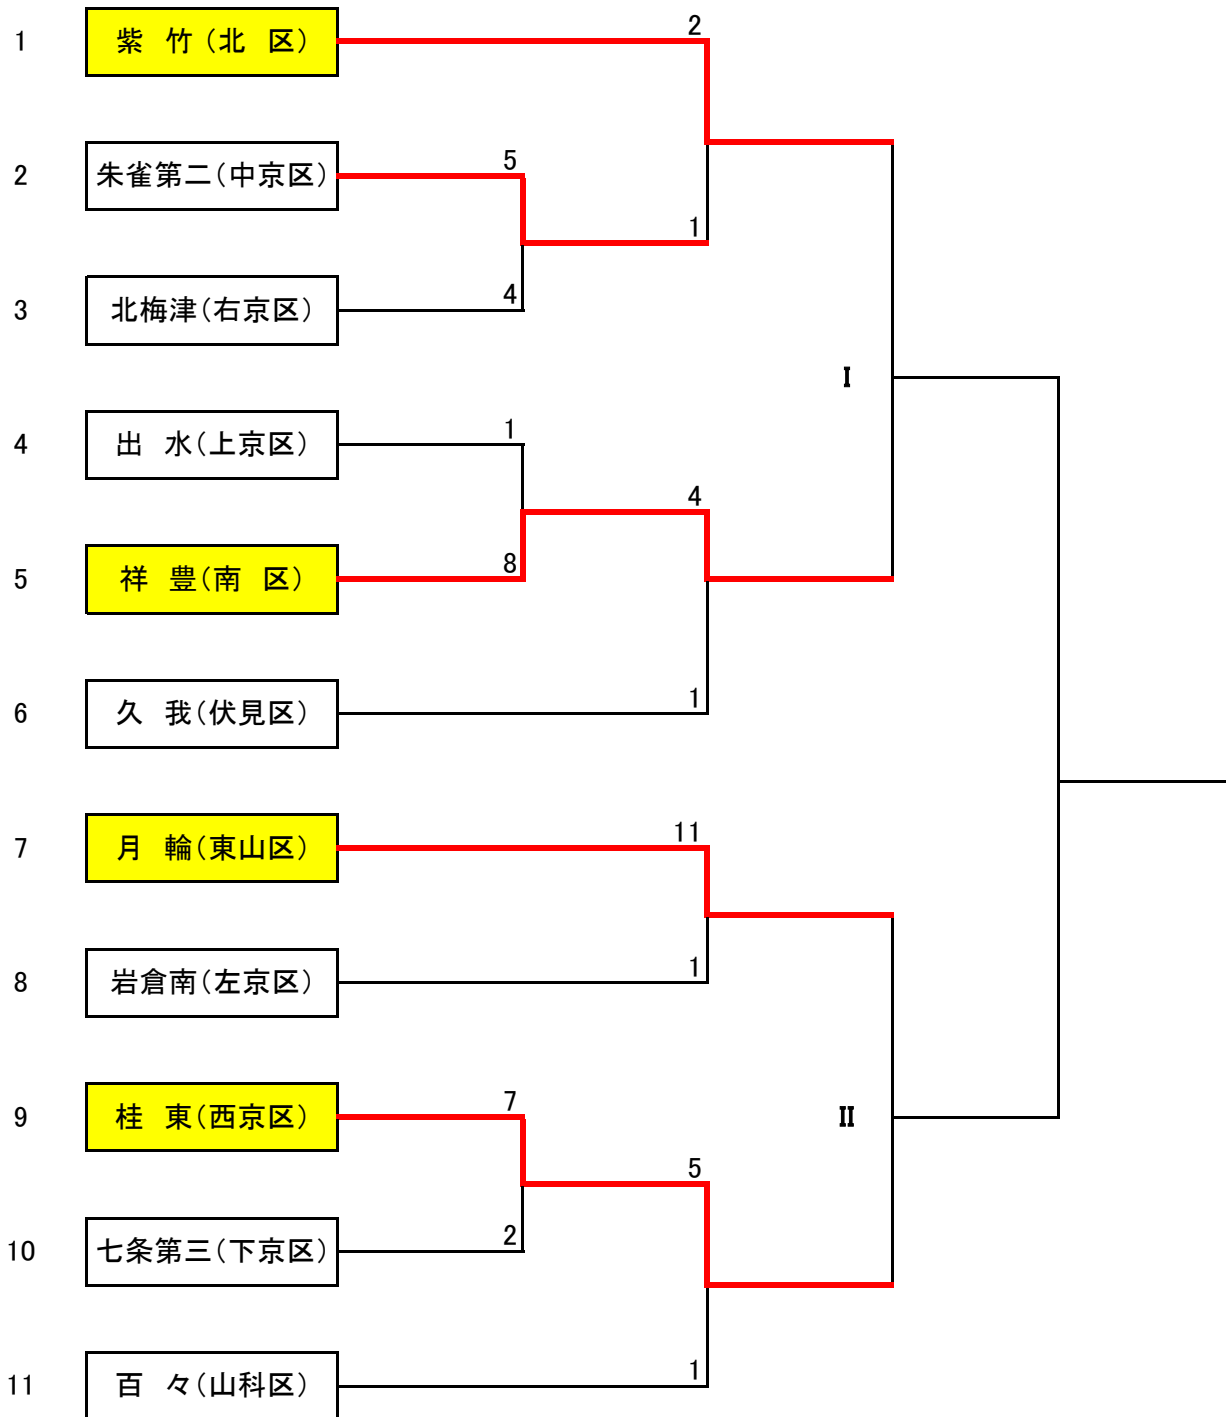 2
1 紫 竹(北 区)
5
2 朱雀第二(中京区)
1
3 北梅津(右京区) 4
I
4 出 水(上京区) 1
4
5 祥 豊(南 区) 8
6 久 我(伏見区) 1
7 月 輪(東山区) 11
8 岩倉南(左京区) 1
9 桂 東(西京区) 7
II
5
10 七条第三(下京区) 2
11 百 々(山科区) 1